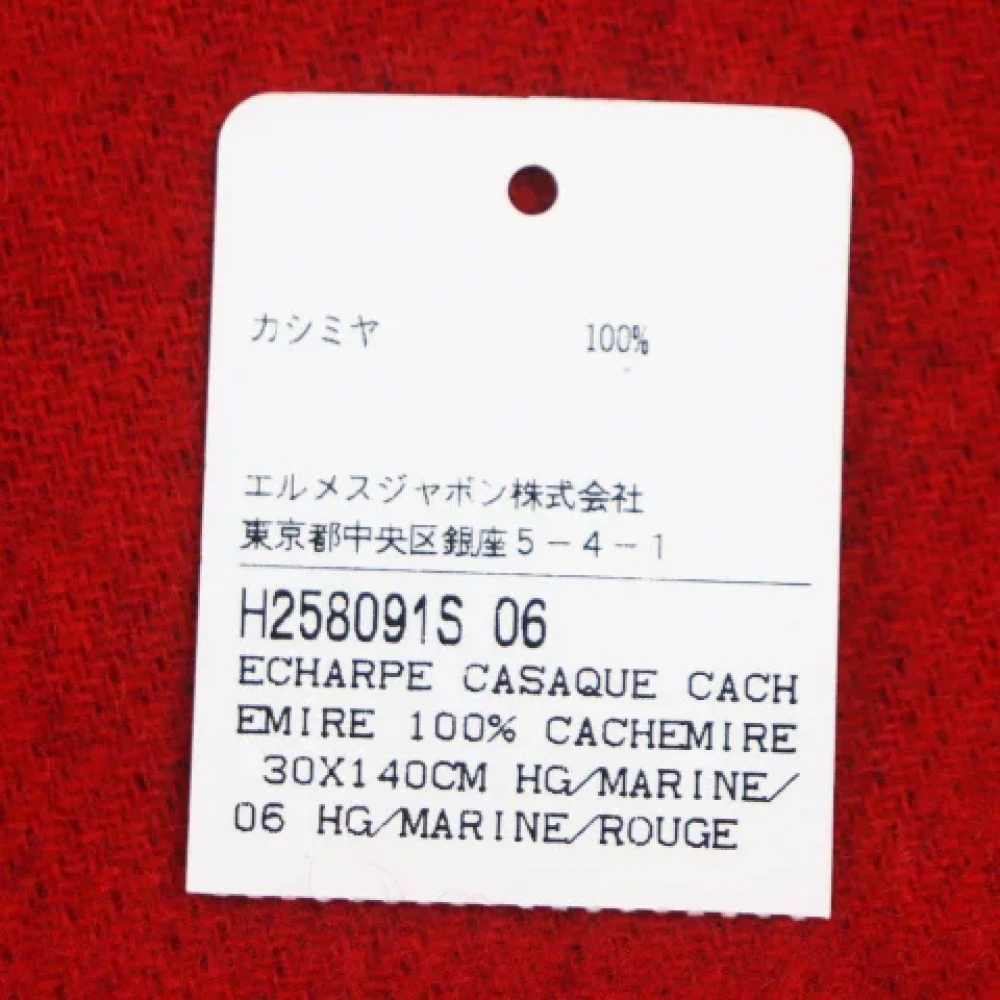 カシミヤ 100%
エルメスジャポン株式会社
東京都中央区銀座5-4-1
H258091S 06
ECHARPE CASAQUE CACH
EMIRE 100% CACHEMIRE
30X140CM HG/MARINE/
06 HG/MARINE/ROUGE